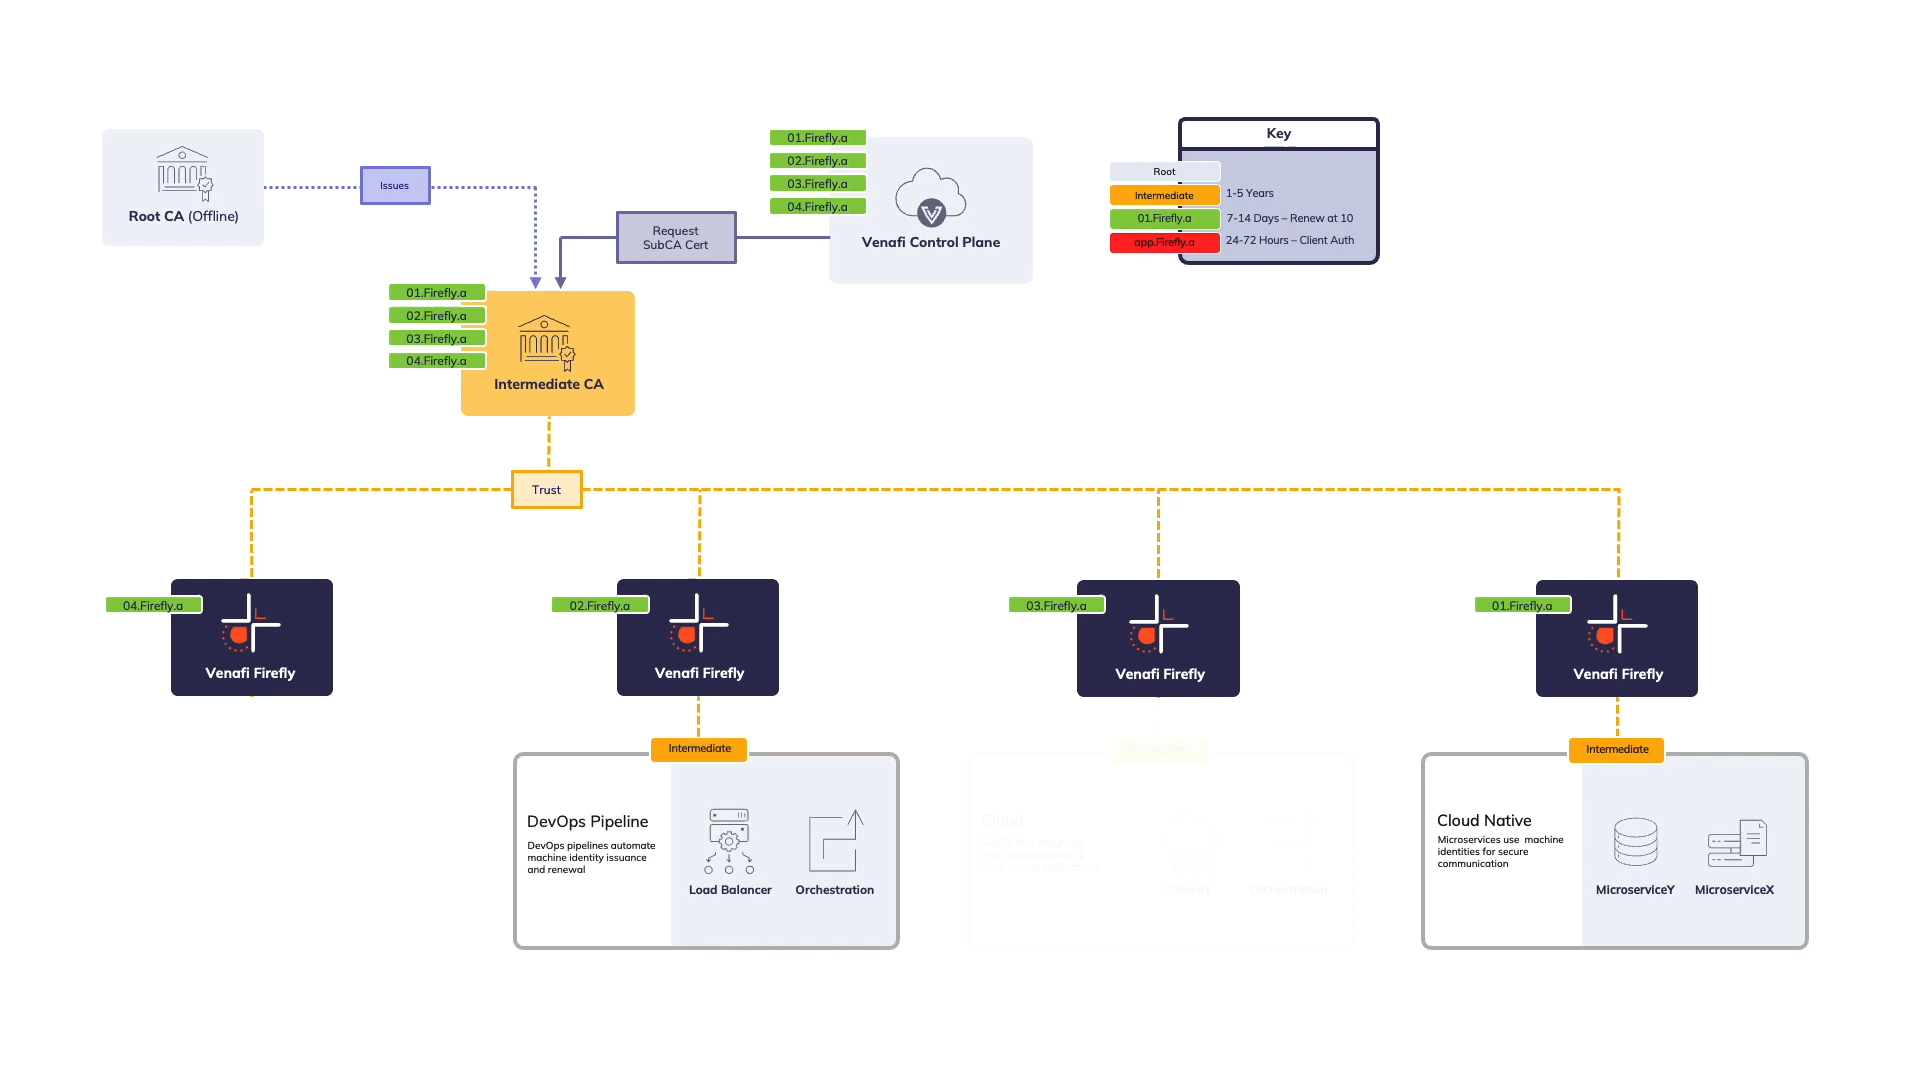 Root CA (Offline)
Issues
Request
SubCA Cert
01.Firefly.a
02.Firefly.a
03.Firefly.a
04.Firefly.a
Venafi Control Plane
Key
Root
Intermediate
1-5 Years
01.Firefly.a
7-14 Days – Renew at 10
app.Firefly.a
24-72 Hours – Client Auth
01.Firefly.a
02.Firefly.a
03.Firefly.a
04.Firefly.a
Intermediate CA
Trust
04.Firefly.a
Venafi Firefly
02.Firefly.a
Venafi Firefly
03.Firefly.a
Venafi Firefly
01.Firefly.a
Venafi Firefly
Intermediate
DevOps Pipeline
DevOps pipelines automate
machine identity issuance
and renewal
Load Balancer
Orchestration
Cloud
Orchestration
Intermediate
Cloud Native
Microservices use machine
identities for secure
communication
MicroserviceY
MicroserviceX